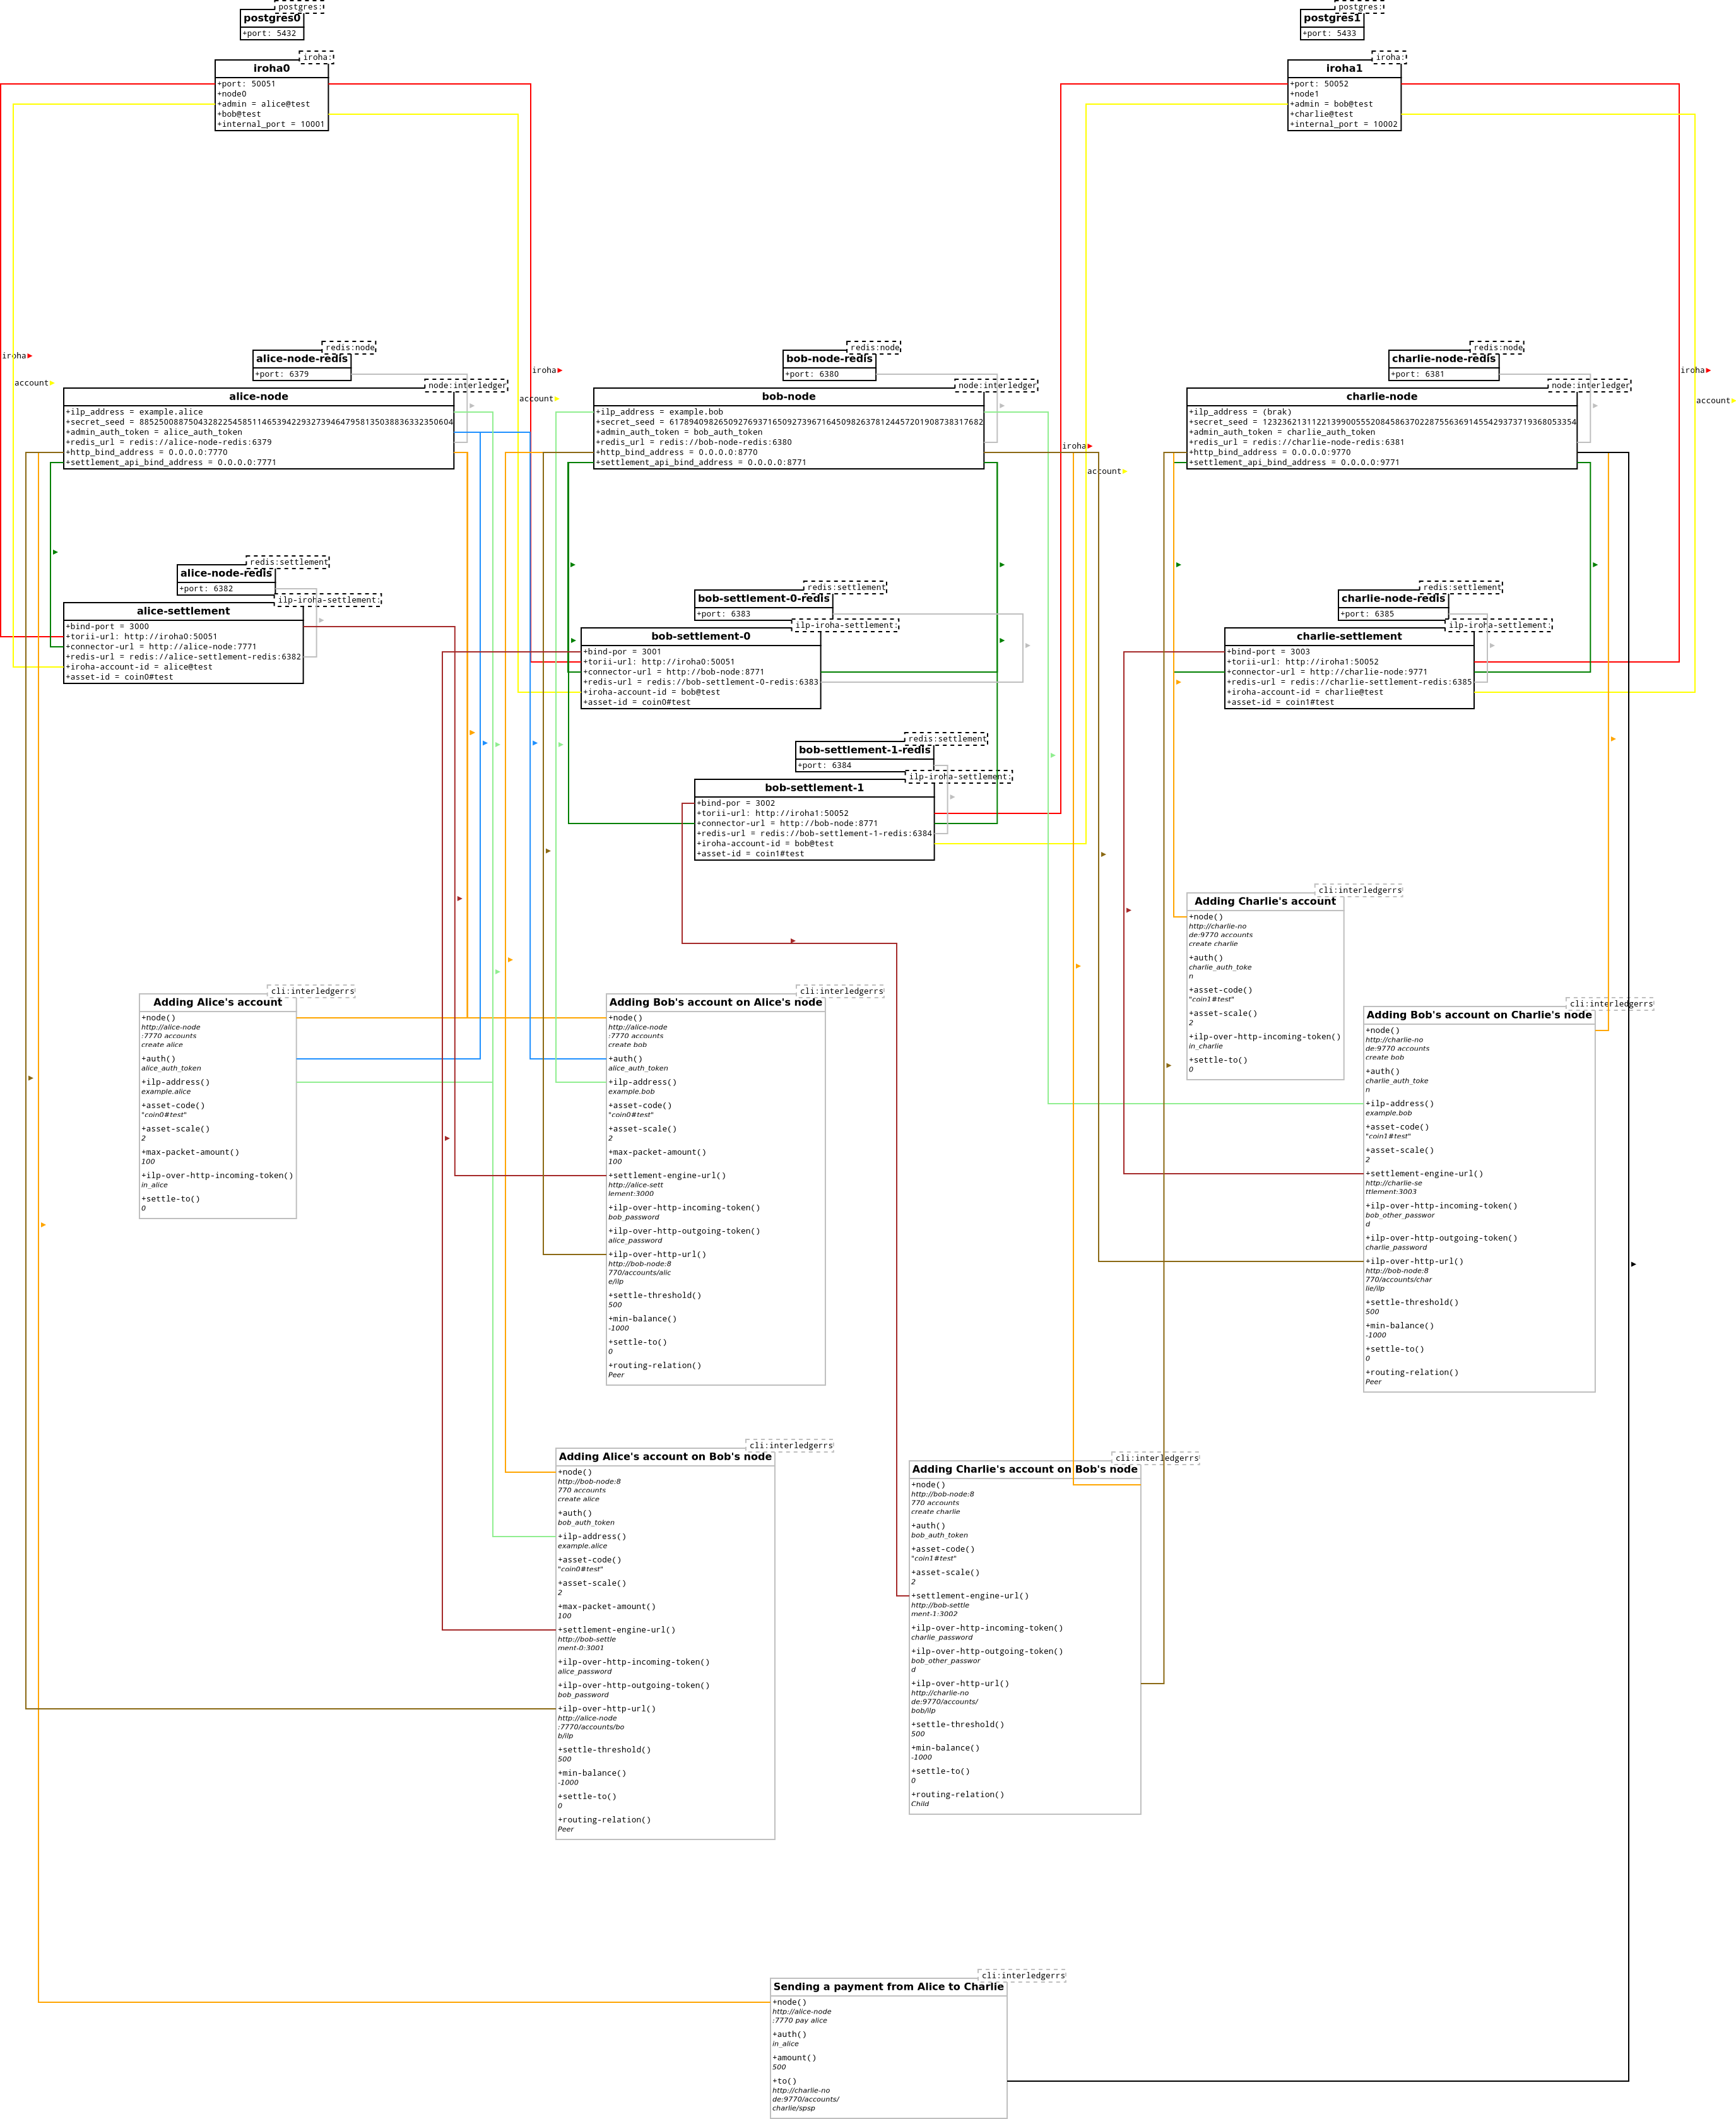 postgres:
postgres0
+port: 5432
postgres:
postgres1
+port: 5433
iroha:
iroha0
+port: 50051
+node0
+admin = alice@test
+bob@test
+internal_port = 10001
iroha:
iroha1
+port: 50052
+node1
+admin = bob@test
+charlie@test
+internal_port = 10002
iroha
account
iroha
account
iroha
account
iroha
account
redis:node
alice-node-redis
+port: 6379
node:interledger
alice-node
+ilp_address = example.alice
+secret_seed = 8852500887504328225458511465394229327394647958135038836332350604
+admin_auth_token = alice_auth_token
+redis_url = redis://alice-node-redis:6379
+http_bind_address = 0.0.0.0:7770
+settlement_api_bind_address = 0.0.0.0:7771
redis:node
bob-node-redis
+port: 6380
node:interledger
bob-node
+ilp_address = example.bob
+secret_seed = 6178940982650927693716509273967164509826378124457201908738317682
+admin_auth_token = bob_auth_token
+redis_url = redis://bob-node-redis:6380
+http_bind_address = 0.0.0.0:8770
+settlement_api_bind_address = 0.0.0.0:8771
redis:node
charlie-node-redis
+port: 6381
node:interledger
charlie-node
+ilp_address = (brak)
+secret_seed = 1232362131122139900555208458637022875563691455429373719368053354
+admin_auth_token = charlie_auth_token
+redis_url = redis://charlie-node-redis:6381
+http_bind_address = 0.0.0.0:9770
+settlement_api_bind_address = 0.0.0.0:9771
redis:settlement
alice-node-redis
+port: 6382
ilp-iroha-settlement:
alice-settlement
+bind-port = 3000
+torii-url: http://iroha0:50051
+connector-url = http://alice-node:7771
+redis-url = redis://alice-settlement-redis:6382
+iroha-account-id = alice@test
+asset-id = coin0#test
redis:settlement
bob-settlement-0-redis
+port: 6383
ilp-iroha-settlement:
bob-settlement-0
+bind-por = 3001
+torii-url: http://iroha0:50051
+connector-url = http://bob-node:8771
+redis-url = redis://bob-settlement-0-redis:6383
+iroha-account-id = bob@test
+asset-id = coin0#test
redis:settlement
charlie-node-redis
+port: 6385
ilp-iroha-settlement:
charlie-settlement
+bind-port = 3003
+torii-url: http://iroha1:50052
+connector-url = http://charlie-node:9771
+redis-url = redis://charlie-settlement-redis:6385
+iroha-account-id = charlie@test
+asset-id = coin1#test
redis:settlement
bob-settlement-1-redis
+port: 6384
ilp-iroha-settlement:
bob-settlement-1
+bind-por = 3002
+torii-url: http://iroha1:50052
+connector-url = http://bob-node:8771
+redis-url = redis://bob-settlement-1-redis:6384
+iroha-account-id = bob@test
+asset-id = coin1#test
cli:interledgerrs
Adding Charlie's account
+node()
http://charlie-no
de:9770 accounts
create charlie
+auth()
charlie_auth_toke
n
+asset-code()
"coin1#test"
+asset-scale()
2
+ilp-over-http-incoming-token()
in_charlie
+settle-to()
0
cli:interledgerrs
Adding Alice's account
+node()
http://alice-node
:7770 accounts
create alice
+auth()
alice_auth_token
+ilp-address()
example.alice
+asset-code()
"coin0#test"
+asset-scale()
2
+max-packet-amount()
100
+ilp-over-http-incoming-token()
in_alice
+settle-to()
0
cli:interledgerrs
Adding Bob's account on Alice's node
+node()
http://alice-node
:7770 accounts
create bob
+auth()
alice_auth_token
+ilp-address()
example.bob
+asset-code()
"coin0#test"
+asset-scale()
2
+max-packet-amount()
100
+settlement-engine-url()
http://alice-sett
lement:3000
+ilp-over-http-incoming-token()
bob_password
+ilp-over-http-outgoing-token()
alice_password
+ilp-over-http-url()
http://bob-node:8
770/accounts/alic
e/ilp
+settle-threshold()
500
+min-balance()
-1000
+settle-to()
0
+routing-relation()
Peer
cli:interledgerrs
Adding Bob's account on Charlie's node
+node()
http://charlie-no
de:9770 accounts
create bob
+auth()
charlie_auth_toke
n
+ilp-address()
example.bob
+asset-code()
"coin1#test"
+asset-scale()
2
+settlement-engine-url()
http://charlie-se
ttlement:3003
+ilp-over-http-incoming-token()
bob_other_passwor
d
+ilp-over-http-outgoing-token()
charlie_password
+ilp-over-http-url()
http://bob-node:8
770/accounts/char
lie/ilp
+settle-threshold()
500
+min-balance()
-1000
+settle-to()
0
+routing-relation()
Peer
cli:interledgerrs
Adding Alice's account on Bob's node
+node()
http://bob-node:8
770 accounts
create alice
+auth()
bob_auth_token
+ilp-address()
example.alice
+asset-code()
"coin0#test"
+asset-scale()
2
+max-packet-amount()
100
+settlement-engine-url()
http://bob-settle
ment-0:3001
+ilp-over-http-incoming-token()
alice_password
+ilp-over-http-outgoing-token()
bob_password
+ilp-over-http-url()
http://alice-node
:7770/accounts/bo
b/ilp
+settle-threshold()
500
+min-balance()
-1000
+settle-to()
0
+routing-relation()
Peer
cli:interledgerrs
Adding Charlie's account on Bob's node
+node()
http://bob-node:8
770 accounts
create charlie
+auth()
bob_auth_token
+asset-code()
"coin1#test"
+asset-scale()
2
+settlement-engine-url()
http://bob-settle
ment-1:3002
+ilp-over-http-incoming-token()
charlie_password
+ilp-over-http-outgoing-token()
bob_other_passwor
d
+ilp-over-http-url()
http://charlie-no
de:9770/accounts/
bob/ilp
+settle-threshold()
500
+min-balance()
-1000
+settle-to()
0
+routing-relation()
Child
cli:interledgerrs
Sending a payment from Alice to Charlie
+node()
http://alice-node
:7770 pay alice
+auth()
in_alice
+amount()
500
+to()
http://charlie-no
de:9770/accounts/
charlie/spsp